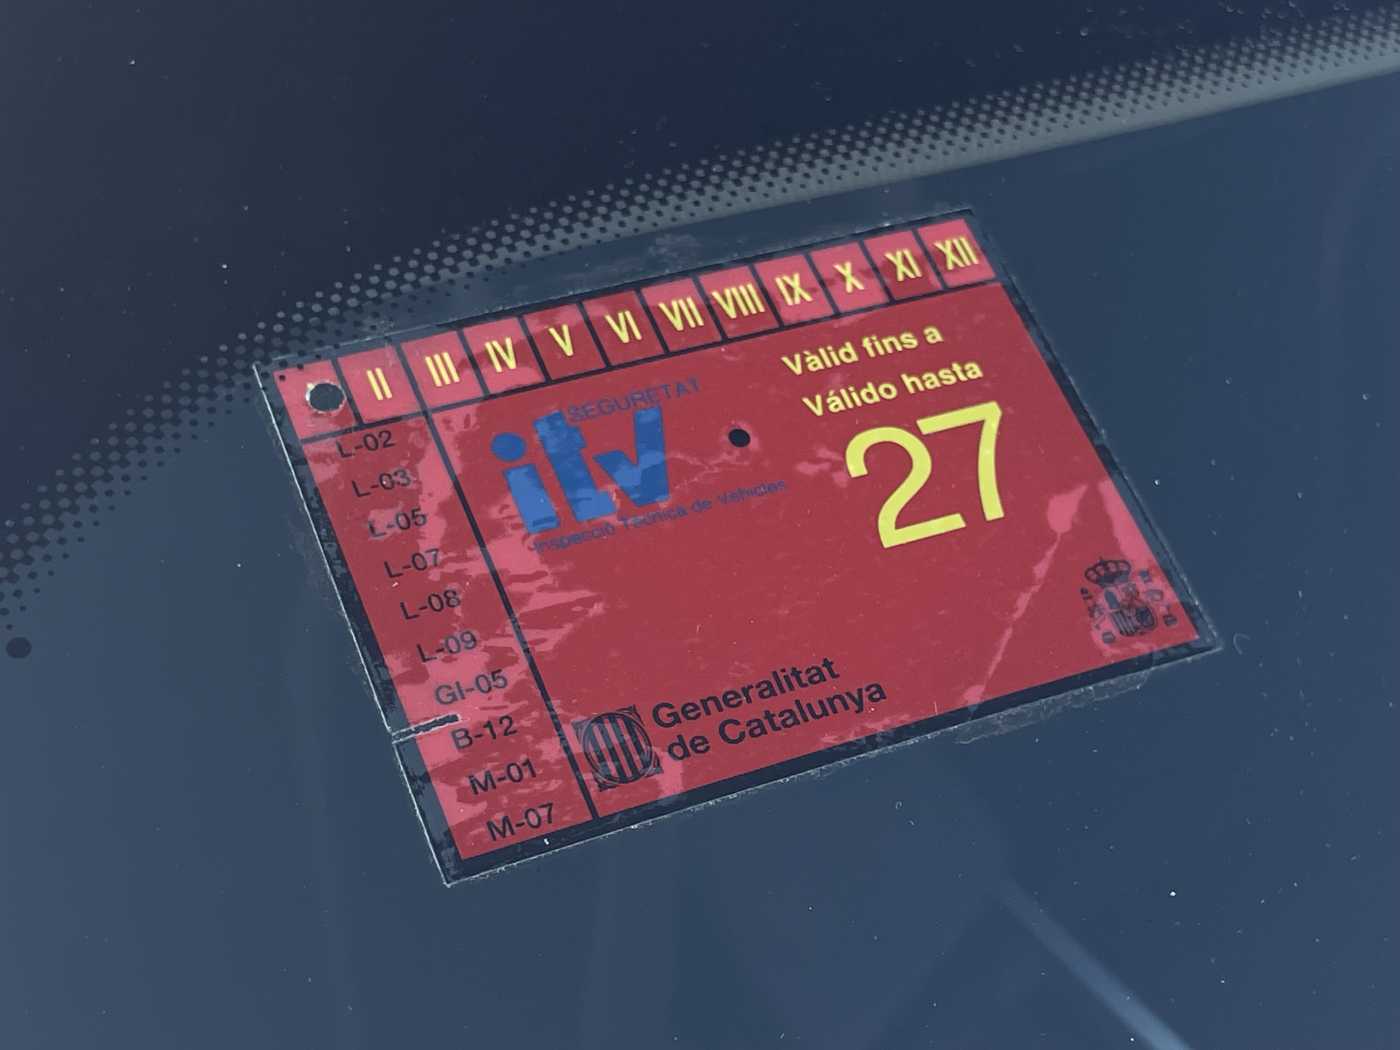 II III IV V VI VII VIII IX X XI XII
L-02
L-03
L-05
L-07
L-08
L-09
GI-05
B-12
M-01
M-07
SEGURETAT
itv
Inspecció Tècnica de Vehicles
Vàlid fins a
Válido hasta
27
Generalitat
de Catalunya